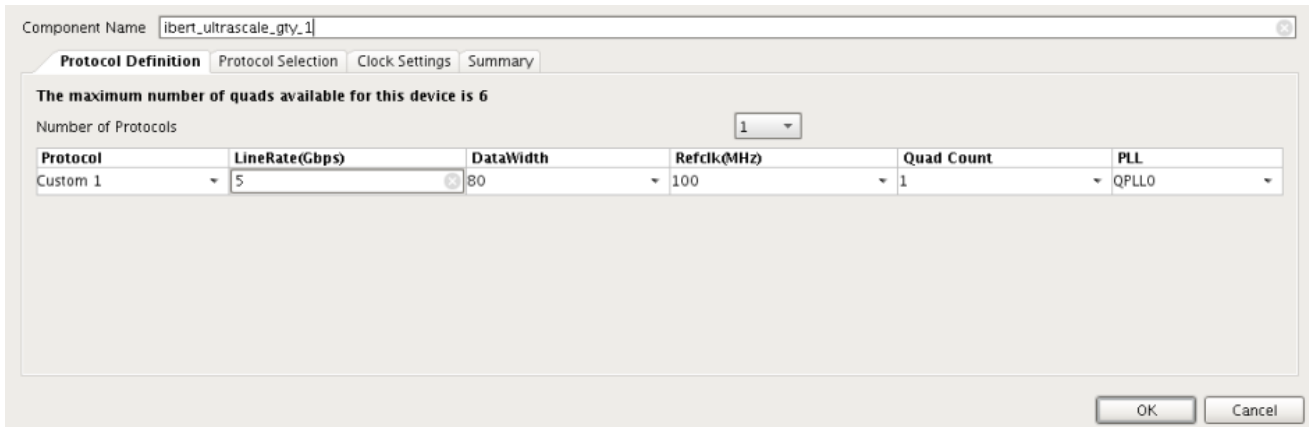 Component Name ibert_ultrascale_gty_1
Protocol Definition Protocol Selection Clock Settings Summary
The maximum number of quads available for this device is 6
Number of Protocols 1
Protocol LineRate(Gbps) DataWidth Refclk(MHz) Quad Count PLL
Custom 1 5 80 100 1 QPLL0
OK Cancel